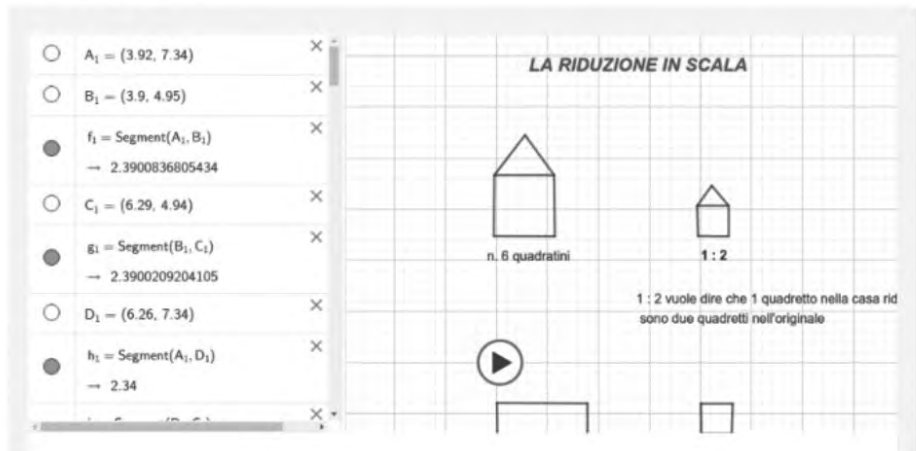 A₁ = (3.92, 7.34)
B₁ = (3.9, 4.95)
f₁ = Segment(A₁, B₁)
→ 2.3900836805434
C₁ = (6.29, 4.94)
g₁ = Segment(B₁, C₁)
→ 2.3900209204105
D₁ = (6.26, 7.34)
h₁ = Segment(A₁, D₁)
→ 2.34
LA RIDUZIONE IN SCALA
n. 6 quadratini
1 : 2
1 : 2 vuole dire che 1 quadretto nella casa rid
sono due quadretti nell'originale